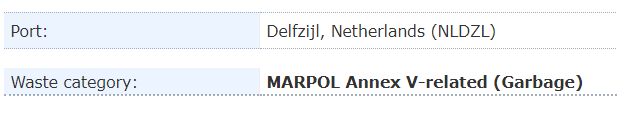 Port: Delfzijl, Netherlands (NLDZL)
Waste category: MARPOL Annex V-related (Garbage)